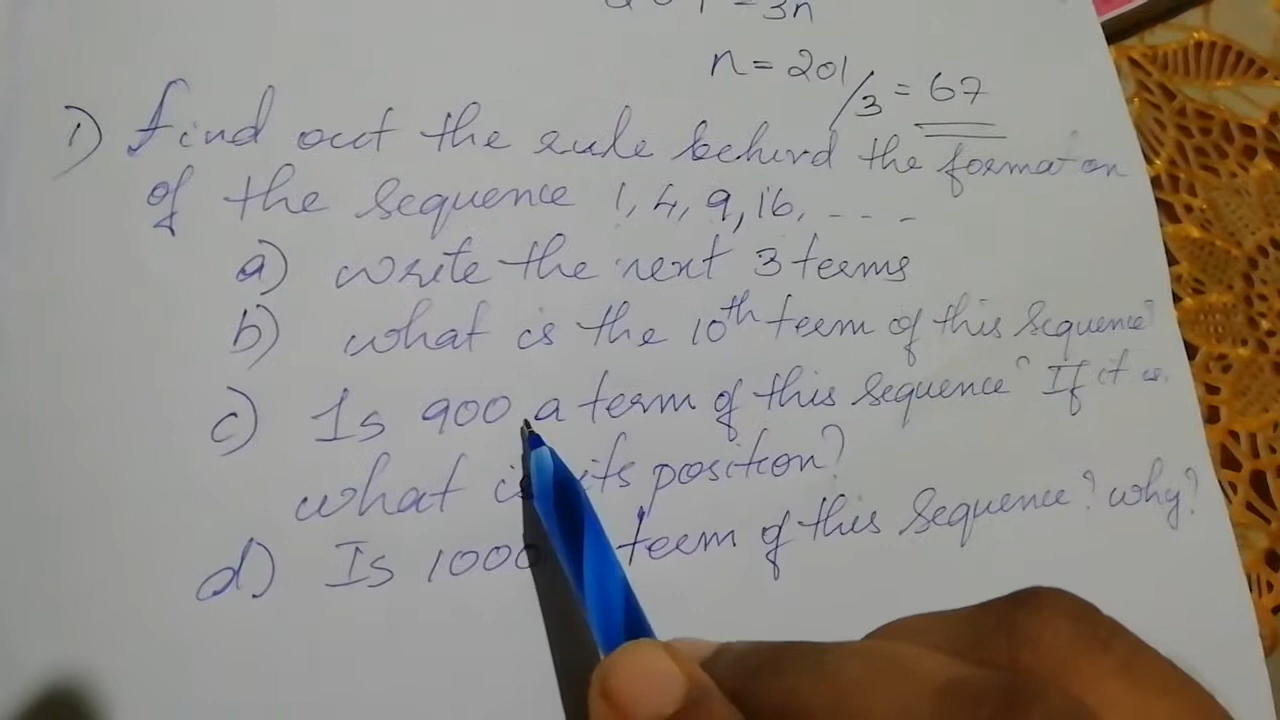 = 3n
n = 201/3 = 67
1) Find out the rule behind the formation
of the sequence 1, 4, 9, 16, - - - -
a) write the next 3 terms
b) what is the 10th term of this sequence?
c) Is 900 a term of this sequence? If it is
what is its position?
d) Is 1000 term of this sequence? why?